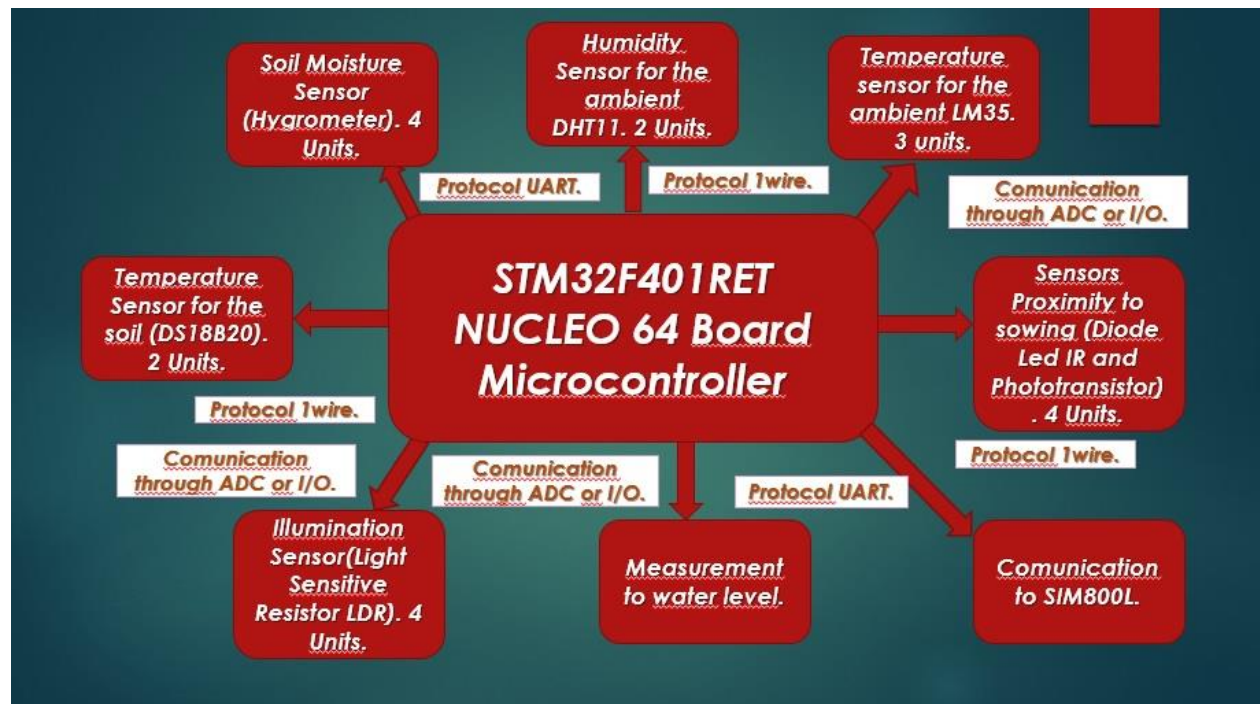 Soil Moisture
Sensor
(Hygrometer). 4
Units.
Humidity
Sensor for the
ambient
DHT11. 2 Units.
Temperature
sensor for the
ambient LM35.
3 units.
Protocol UART.
Protocol 1wire.
Comunication
through ADC or I/O.
STM32F401RET
NUCLEO 64 Board
Microcontroller
Temperature
Sensor for the
soil (DS18B20).
2 Units.
Sensors
Proximity to
sowing (Diode
Led IR and
Phototransistor)
. 4 Units.
Protocol 1wire.
Comunication
through ADC or I/O.
Comunication
through ADC or I/O.
Protocol UART.
Protocol 1wire.
Illumination
Sensor(Light
Sensitive
Resistor LDR). 4
Units.
Measurement
to water level.
Comunication
to SIM800L.